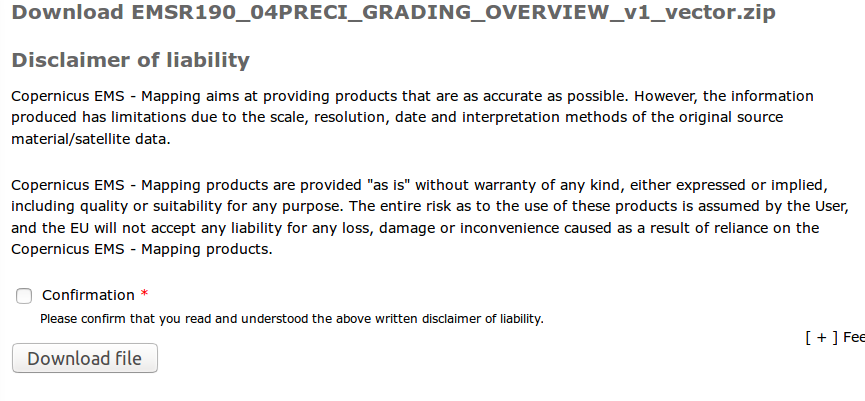 Download EMSR190_04PRECI_GRADING_OVERVIEW_v1_vector.zip
Disclaimer of liability
Copernicus EMS - Mapping aims at providing products that are as accurate as possible. However, the information
produced has limitations due to the scale, resolution, date and interpretation methods of the original source
material/satellite data.
Copernicus EMS - Mapping products are provided "as is" without warranty of any kind, either expressed or implied,
including quality or suitability for any purpose. The entire risk as to the use of these products is assumed by the User,
and the EU will not accept any liability for any loss, damage or inconvenience caused as a result of reliance on the
Copernicus EMS - Mapping products.
Confirmation *
Please confirm that you read and understood the above written disclaimer of liability.
[ + ] Fee
Download file